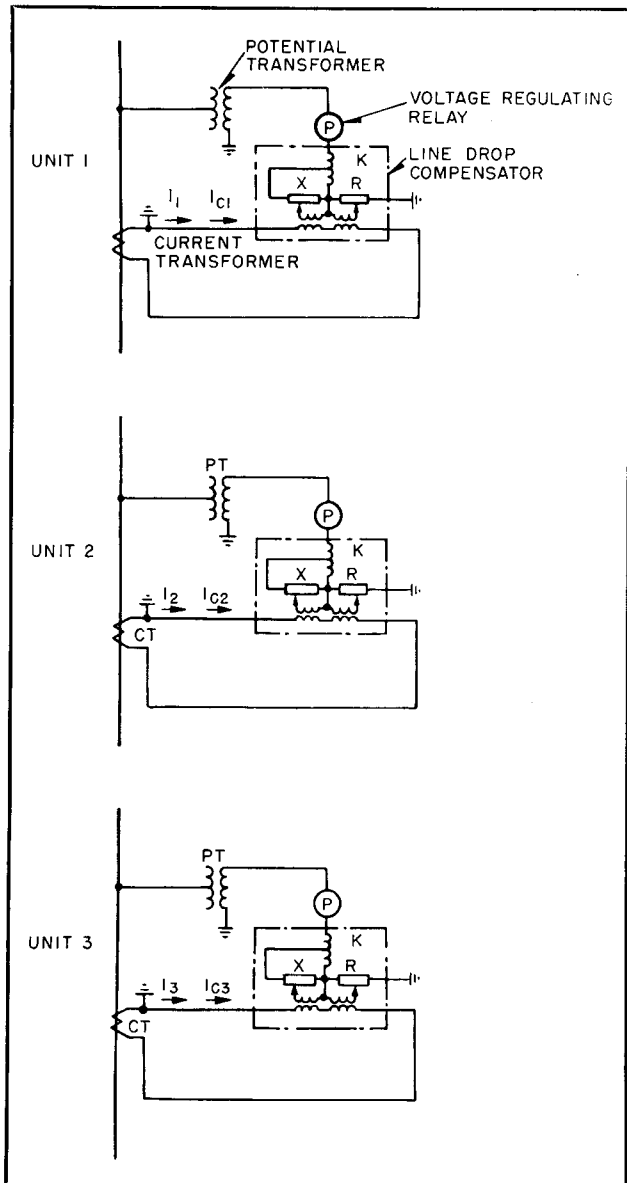 POTENTIAL
TRANSFORMER
VOLTAGE REGULATING
RELAY
P
UNIT 1
K
LINE DROP
COMPENSATOR
X R
I1 IC1
CURRENT
TRANSFORMER
PT
P
UNIT 2
K
X R
I2 IC2
CT
PT
P
UNIT 3
K
X R
I3 IC3
CT